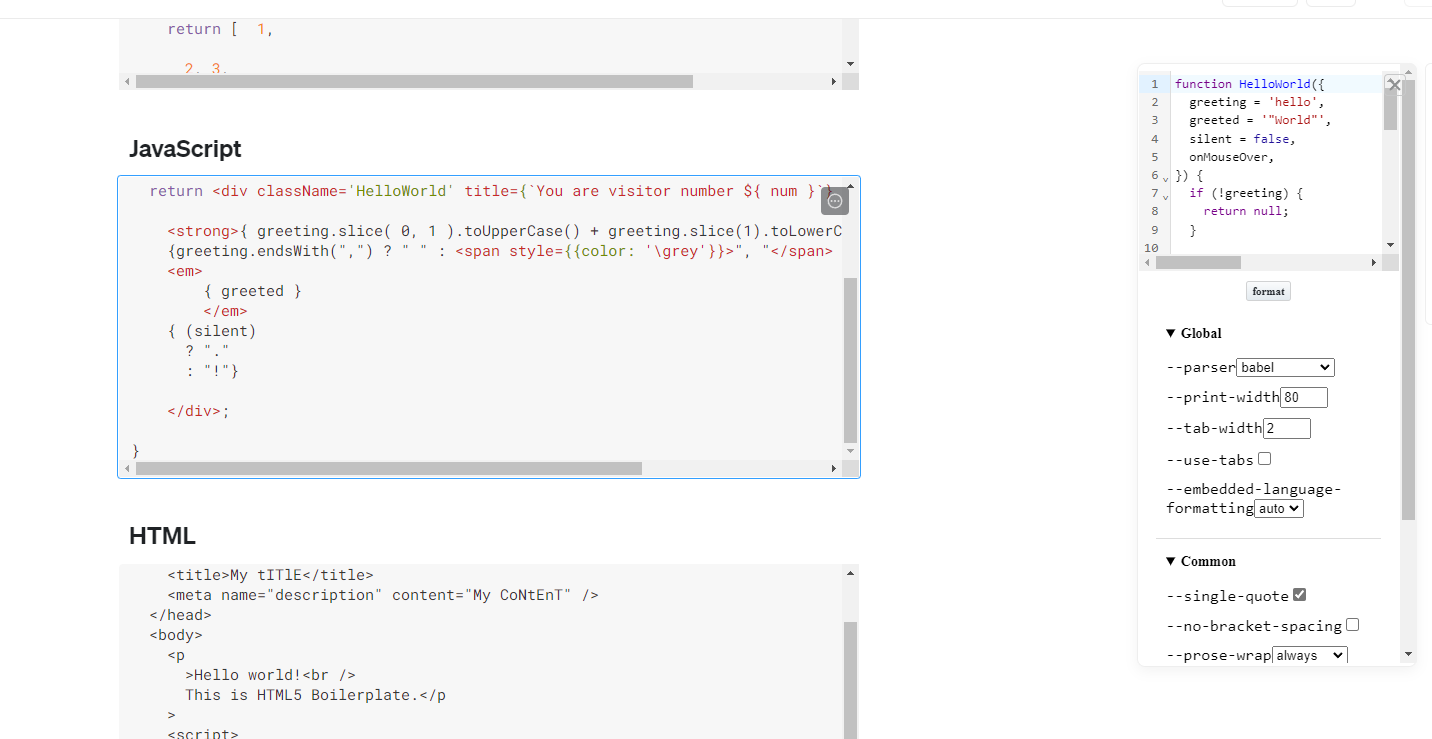 return [  1,
2, 3,
JavaScript
return <div className='HelloWorld' title={`You are visitor number ${ num }`}
<strong>{ greeting.slice( 0, 1 ).toUpperCase() + greeting.slice(1).toLowerC
{greeting.endsWith(",") ? " " : <span style={{color: '\grey'}}>", "</span>
<em>
{ greeted }
</em>
{ (silent)
? "."
: "!"}
</div>;
}
HTML
<title>My tITlE</title>
<meta name="description" content="My CoNtEnT" />
</head>
<body>
<p
>Hello world!<br />
This is HTML5 Boilerplate.</p
>
<script>
1 function HelloWorld({
2 greeting = 'hello',
3 greeted = '"World"',
4 silent = false,
5 onMouseOver,
6 }) {
7 if (!greeting) {
8 return null;
9 }
10
format
▼ Global
--parser babel
--print-width 80
--tab-width 2
--use-tabs
--embedded-language-
formatting auto
▼ Common
--single-quote
--no-bracket-spacing
--prose-wrap always